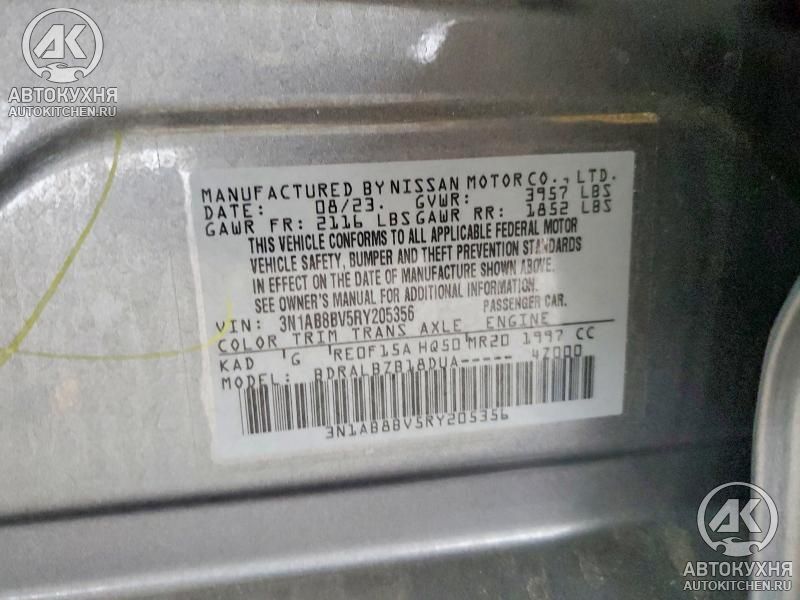 AK
АВТОКУХНЯ
AUTOKITCHEN.RU
MANUFACTURED BY NISSAN MOTOR CO., LTD.
DATE: 08/23. GVWR: 3957 LBS
GAWR FR: 2116 LBS GAWR RR: 1852 LBS
THIS VEHICLE CONFORMS TO ALL APPLICABLE FEDERAL MOTOR
VEHICLE SAFETY, BUMPER AND THEFT PREVENTION STANDARDS
IN EFFECT ON THE DATE OF MANUFACTURE SHOWN ABOVE.
SEE OWNER'S MANUAL FOR ADDITIONAL INFORMATION.
VIN: 3N1AB8BV5RY205356 PASSENGER CAR.
COLOR TRIM TRANS AXLE ENGINE
KAD G RE0F15A HQ50 MR20 1997 CC
MODEL: BDRALBZB18DUA----- 4Z000
3N1AB8BV5RY205356
AK
АВТОКУХНЯ
AUTOKITCHEN.RU